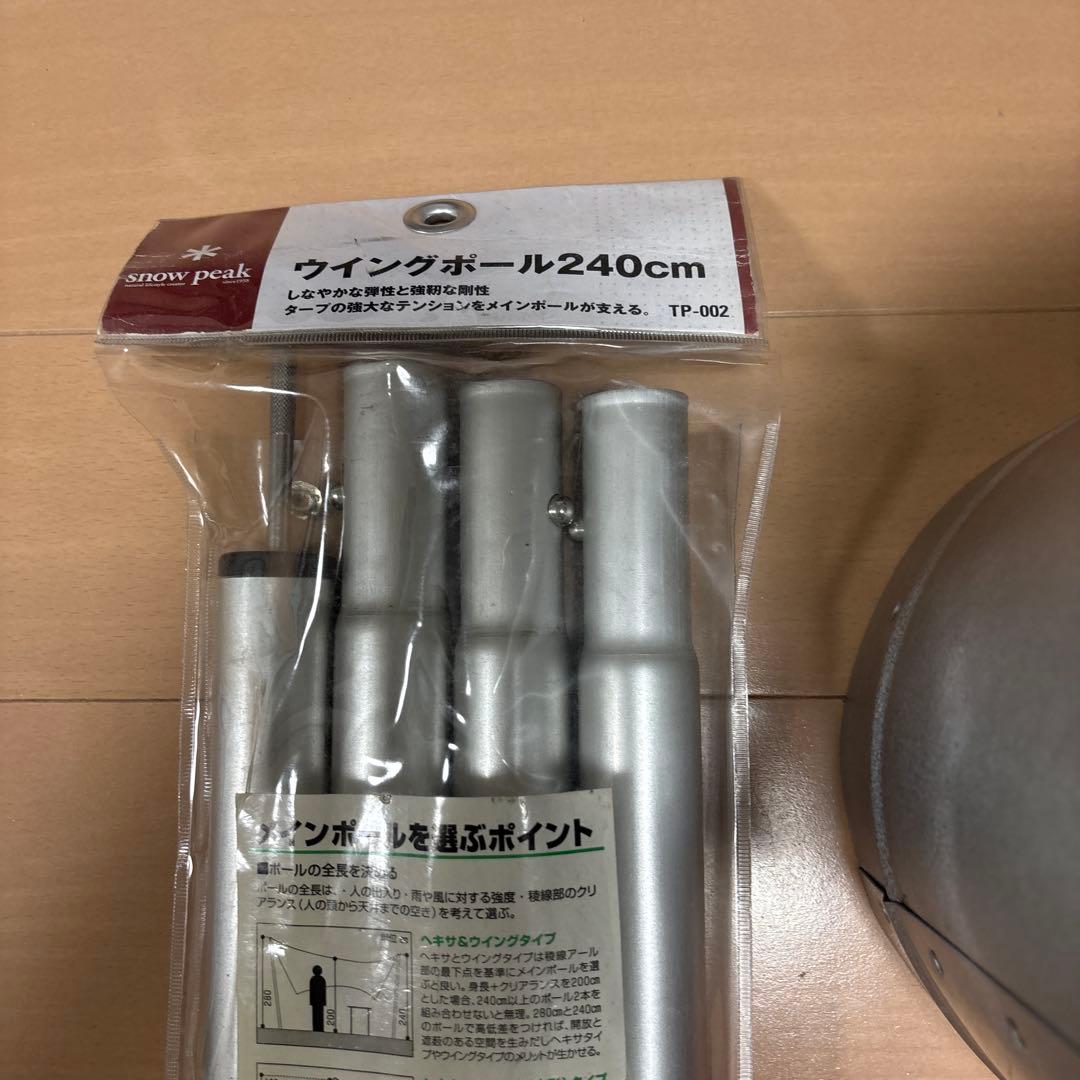 snow peak
natural lifestyle creator
since1958
ウイングポール240cm
しなやかな弾性と強靭な剛性
タープの強大なテンションをメインポールが支える。 TP-002
メインポールを選ぶポイント
■ポールの全長を決める
ポールの全長は、・人の出入り・雨や風に対する強度・稜線部のクリ
アランス(人の頭から天井までの空き)を考えて選ぶ。
ヘキサ&ウイングタイプ
ヘキサとウイングタイプは稜線アール
部の最下点を基準にメインポールを選
ぶと良い。身長+クリアランスを200cm
とした場合、240cm以上のポール2本を
組み合わせないと無理。280cmと240cm
のポールで高低差をつければ、開放と
遮蔽のある空間を生みだしヘキサタイ
プやウイングタイプのメリットが生かせる。
280
200
240